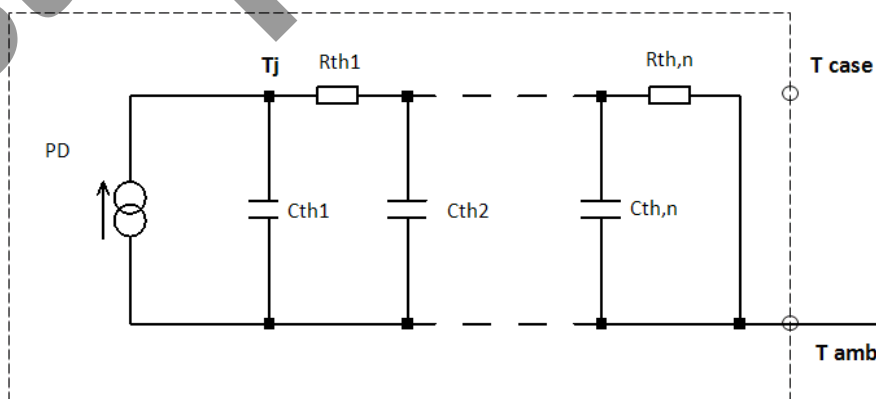 Tj
Rth1
Rth,n
T case
PD
Cth1
Cth2
Cth,n
T amb